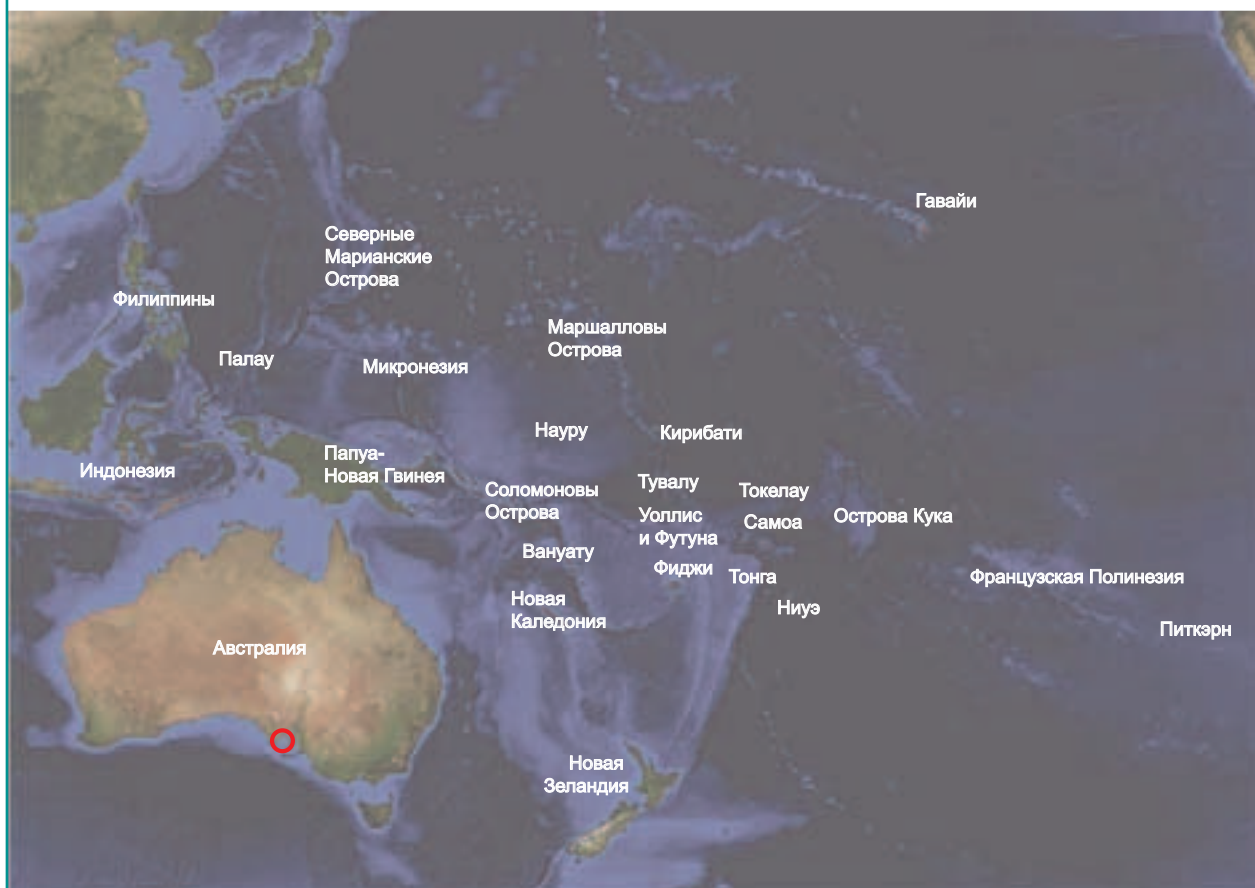 Гавайи
Северные
Марианские
Острова
Филиппины
Маршалловы
Острова
Палау
Микронезия
Науру
Кирибати
Папуа-
Новая Гвинея
Индонезия
Соломоновы
Острова
Тувалу
Токелау
Уоллис
и Футуна
Самоа
Острова Кука
Вануату
Фиджи
Тонга
Французская Полинезия
Новая
Каледония
Ниуэ
Питкэрн
Австралия
Новая
Зеландия